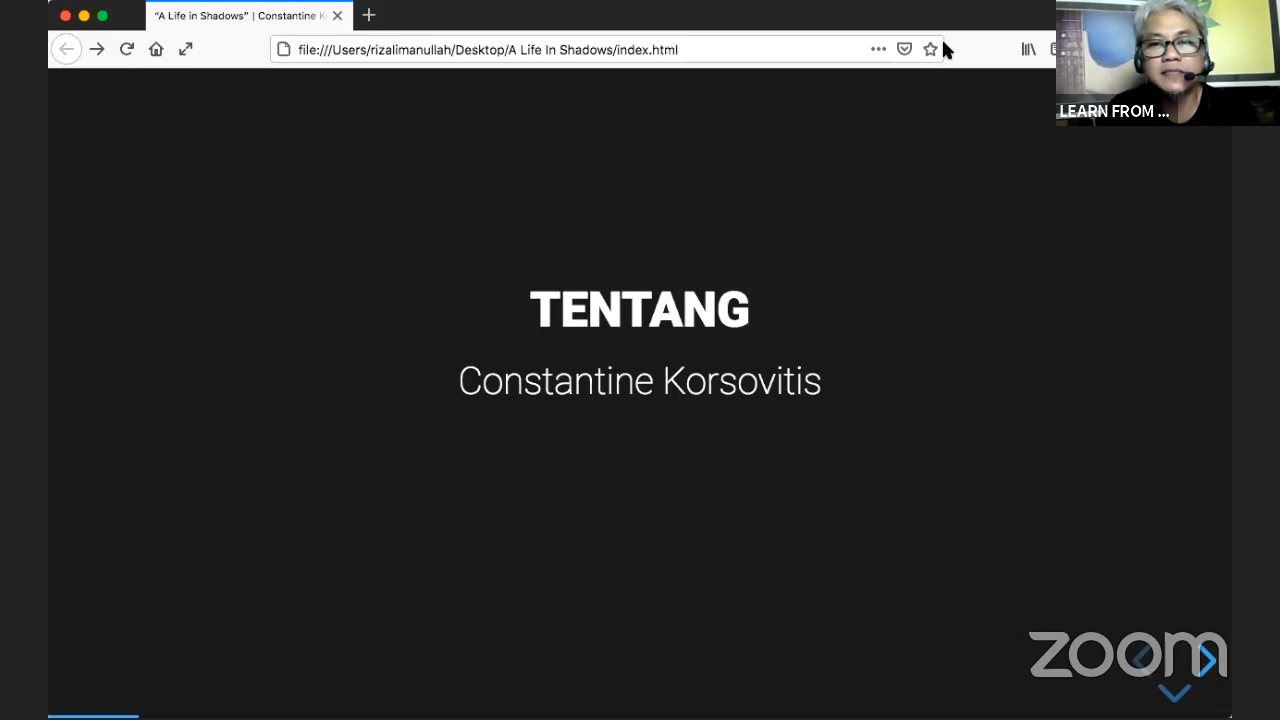 “A Life in Shadows” | Constantine K
file:///Users/rizalimanullah/Desktop/A Life In Shadows/index.html
LEARN FROM ...
TENTANG
Constantine Korsovitis
zoom